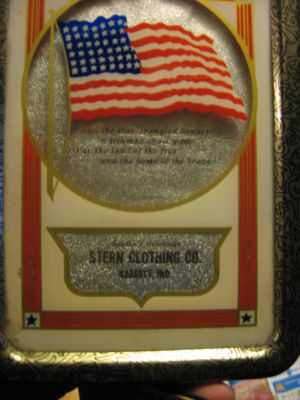 And the star spangled banner
in triumph shall wave
O'er the land of the free
and the home of the brave
Greetings
STERN CLOTHING CO.
GARRETT, IND.